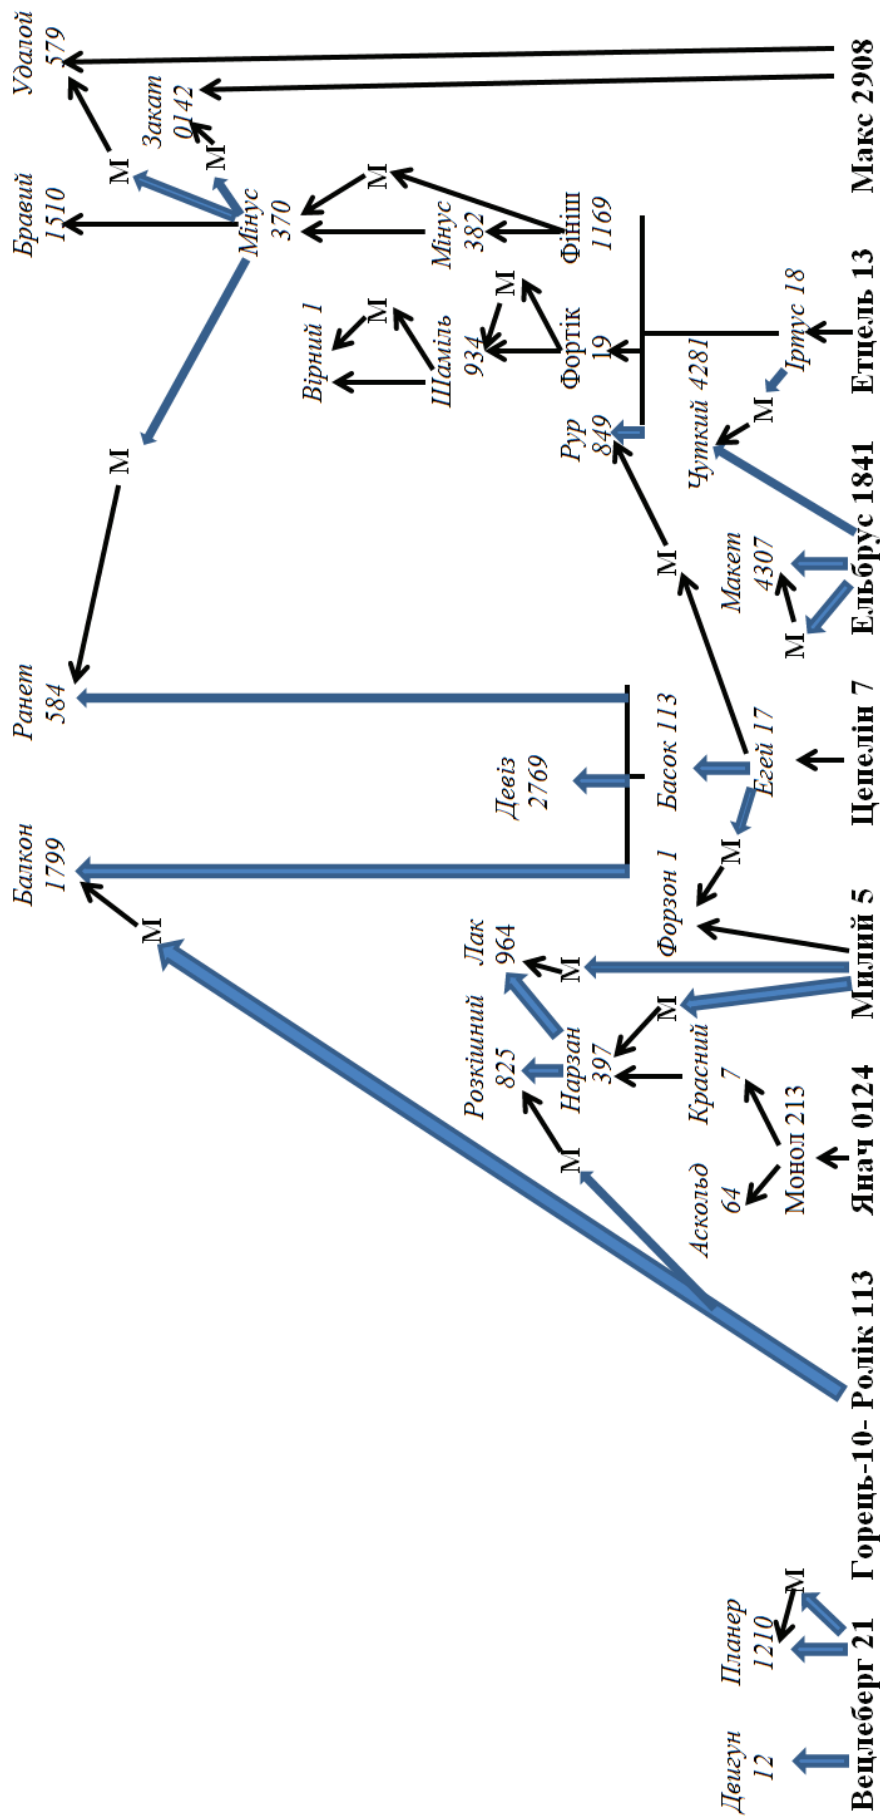 Балкон
1799
Ранет
584
Бравий
1510
Удалой
579
М
М
М
Закат
0142
М
Мінус
370
Вірний 1
М
М
Шаміль
934
Мінус
382
М
Розкішний
825
Лак
964
Девіз
2769
М
Нарзан
397
М
Рур
849
Фортік
19
Фініш
1169
М
Форзон 1
Басок 113
М
Аскольд
64
Красний
7
Чуткий 4281
Двигун
12
Планер
1210
М
Егей 17
Макет
4307
М
М
Монол 213
М
Іртус 18
Вецлеберг 21
Горець-10-
Ролік 113
Янач 0124
Милий 5
Цепелін 7
Ельбрус 1841
Етцель 13
Макс 2908